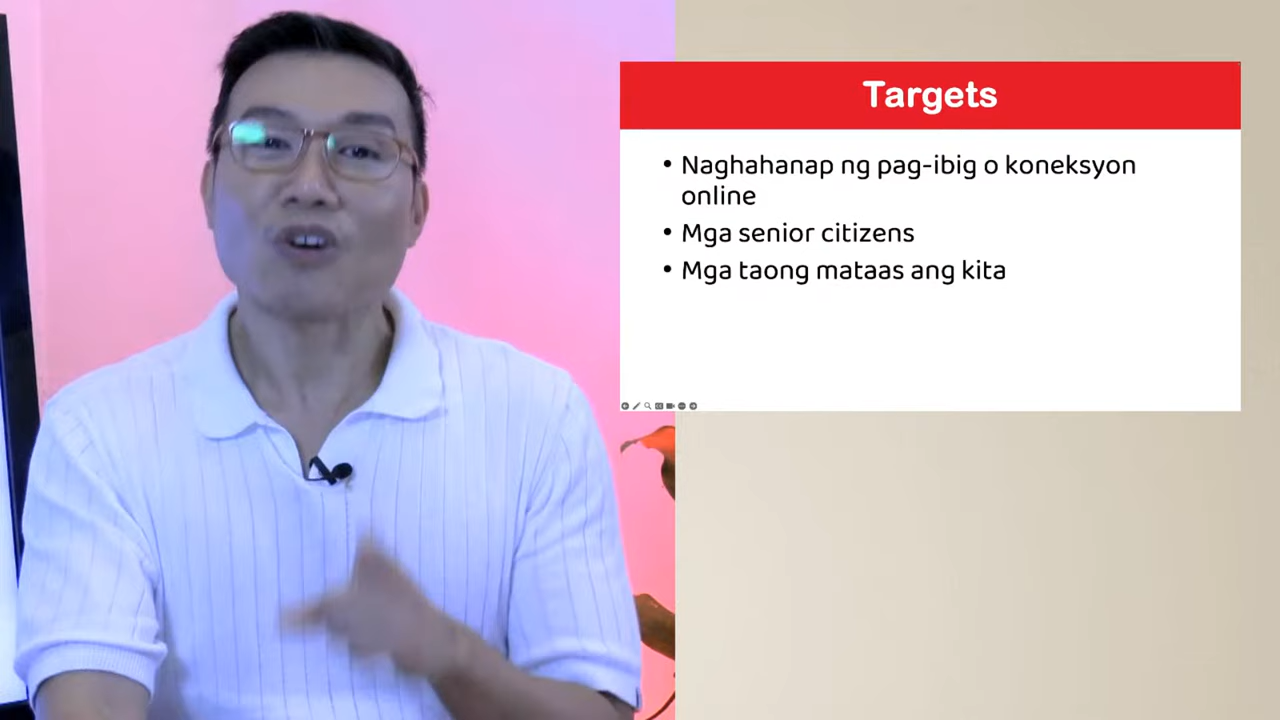 Targets
• Naghahanap ng pag-ibig o koneksyon
online
• Mga senior citizens
• Mga taong mataas ang kita